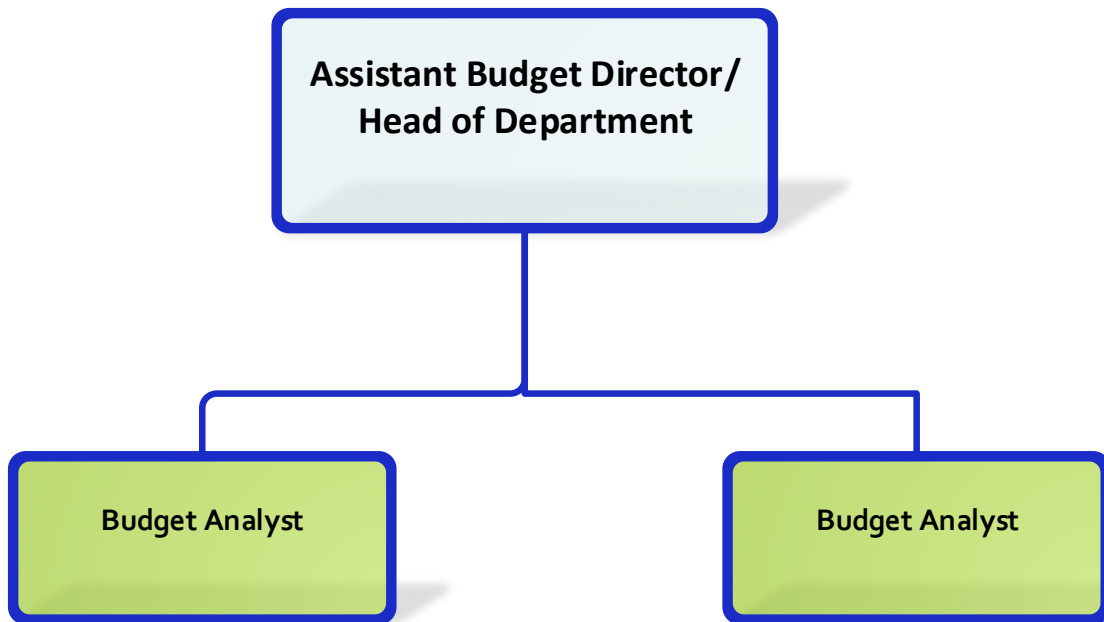 Assistant Budget Director/
Head of Department
Budget Analyst
Budget Analyst